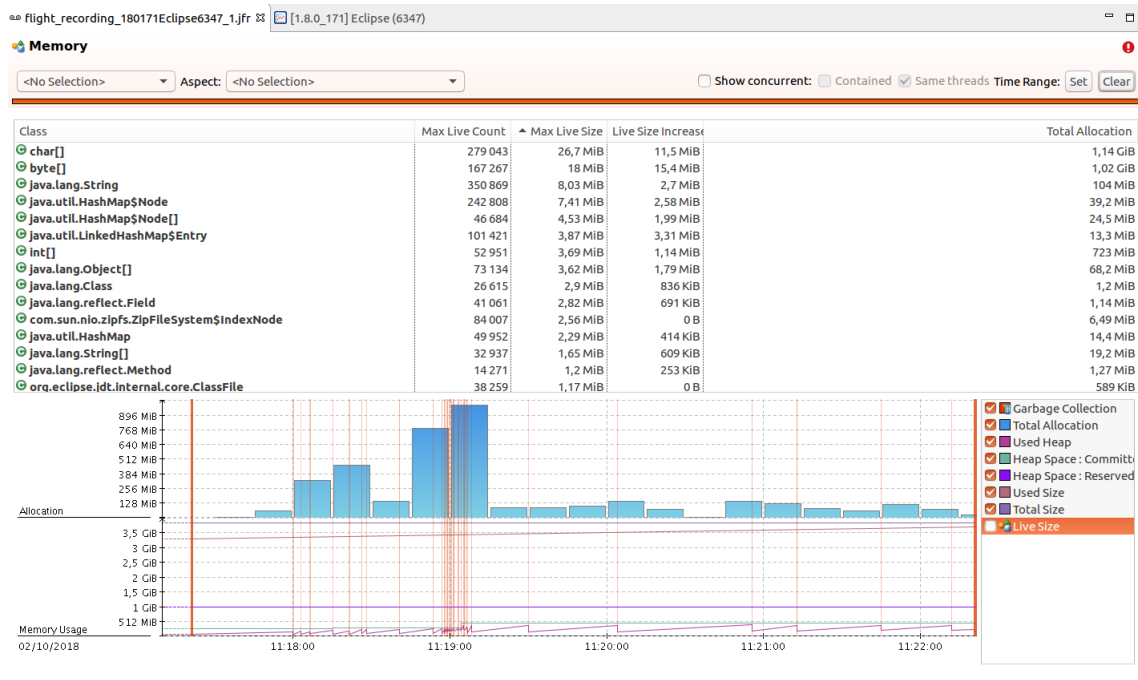 flight_recording_180171Eclipse6347_1.jfr [1.8.0_171] Eclipse (6347)
Memory
<No Selection> Aspect: <No Selection> Show concurrent: Contained Same threads Time Range: Set Clear
Class Max Live Count Max Live Size Live Size Increase Total Allocation
char[] 279 043 26,7 MiB 11,5 MiB 1,14 GiB
byte[] 167 267 18 MiB 15,4 MiB 1,02 GiB
java.lang.String 350 869 8,03 MiB 2,7 MiB 104 MiB
java.util.HashMap$Node 242 808 7,41 MiB 2,58 MiB 39,2 MiB
java.util.HashMap$Node[] 46 684 4,53 MiB 1,99 MiB 24,5 MiB
java.util.LinkedHashMap$Entry 101 421 3,87 MiB 3,31 MiB 13,3 MiB
int[] 52 951 3,69 MiB 1,14 MiB 723 MiB
java.lang.Object[] 73 134 3,62 MiB 1,79 MiB 68,2 MiB
java.lang.Class 26 615 2,9 MiB 836 KiB 1,2 MiB
java.lang.reflect.Field 41 061 2,82 MiB 691 KiB 1,14 MiB
com.sun.nio.zipfs.ZipFileSystem$IndexNode 84 007 2,56 MiB 0 B 6,49 MiB
java.util.HashMap 49 952 2,29 MiB 414 KiB 14,4 MiB
java.lang.String[] 32 937 1,65 MiB 609 KiB 19,2 MiB
java.lang.reflect.Method 14 271 1,2 MiB 253 KiB 1,27 MiB
org.eclipse.jdt.internal.core.ClassFile 38 259 1,17 MiB 0 B 589 KiB
896 MiB
768 MiB
640 MiB
512 MiB
384 MiB
256 MiB
128 MiB
Allocation
3,5 GiB
3 GiB
2,5 GiB
2 GiB
1,5 GiB
1 GiB
512 MiB
Memory Usage
02/10/2018 11:18:00 11:19:00 11:20:00 11:21:00 11:22:00
Garbage Collection
Total Allocation
Used Heap
Heap Space : Committe
Heap Space : Reserved
Used Size
Total Size
Live Size